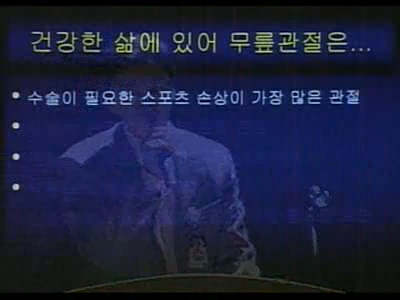 건강한 삶에 있어 무릎관절은...
• 수술이 필요한 스포츠 손상이 가장 많은 관절